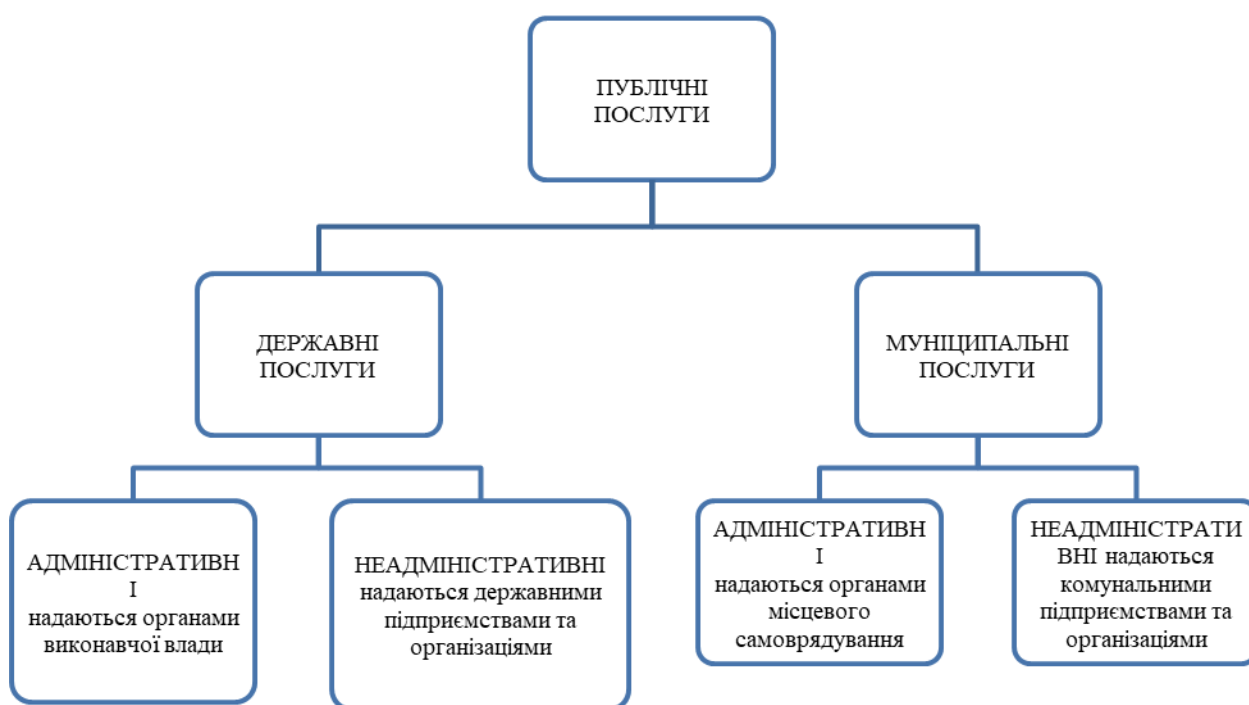 ПУБЛІЧНІ
ПОСЛУГИ
ДЕРЖАВНІ
ПОСЛУГИ
МУНІЦИПАЛЬНІ
ПОСЛУГИ
АДМІНІСТРАТИВН
І
надаються органами
виконавчої влади
НЕАДМІНІСТРАТИВНІ
надаються державними
підприємствами та
організаціями
АДМІНІСТРАТИВН
І
надаються органами
місцевого
самоврядування
НЕАДМІНІСТРАТИ
ВНІ надаються
комунальними
підприємствами та
організаціями